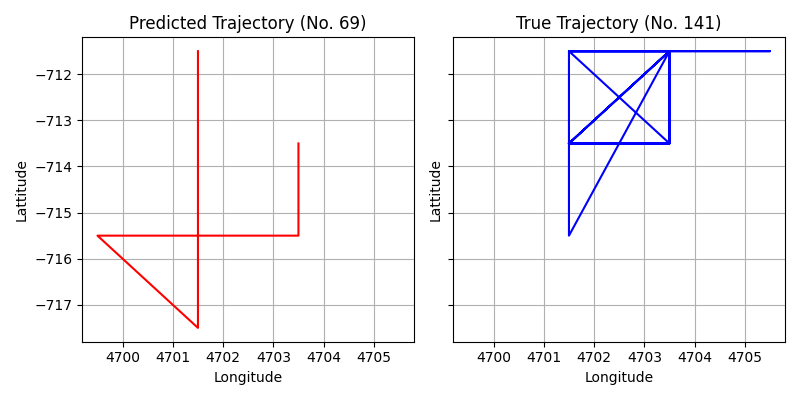 Predicted Trajectory (No. 69)
True Trajectory (No. 141)
−712
−713
−714
−715
−716
−717
Lattitude
Lattitude
4700 4701 4702 4703 4704 4705
4700 4701 4702 4703 4704 4705
Longitude
Longitude